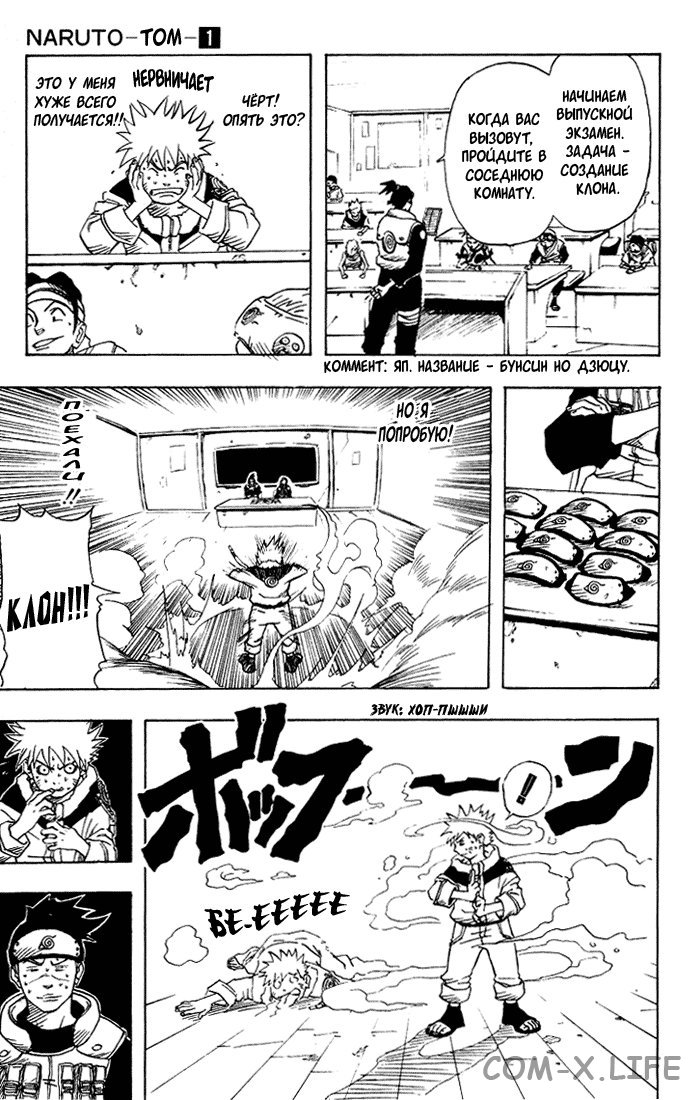 NARUTO-ТОМ-1
НАЧИНАЕМ
ВЫПУСКНОЙ
ЭКЗАМЕН.
ЗАДАЧА -
СОЗДАНИЕ
КЛОНА.
КОГДА ВАС
ВЫЗОВУТ,
ПРОЙДИТЕ В
СОСЕДНЮЮ
КОМНАТУ.
НЕРВНИЧАЕТ
ЧЁРТ!
ОПЯТЬ ЭТО?
ЭТО У МЕНЯ
ХУЖЕ ВСЕГО
ПОЛУЧАЕТСЯ!!
КОММЕНТ: ЯП. НАЗВАНИЕ - БУНСИН НО ДЗЮЦУ.
НО Я
ПОПРОБУЮ!
ПОЕХАЛИ!!
КЛОН!!!
ЗВУК: ХОП-ПШШШИ
ボッフーーン
!
БЕ-ЕЕЕЕЕ
COM-X.LIFE